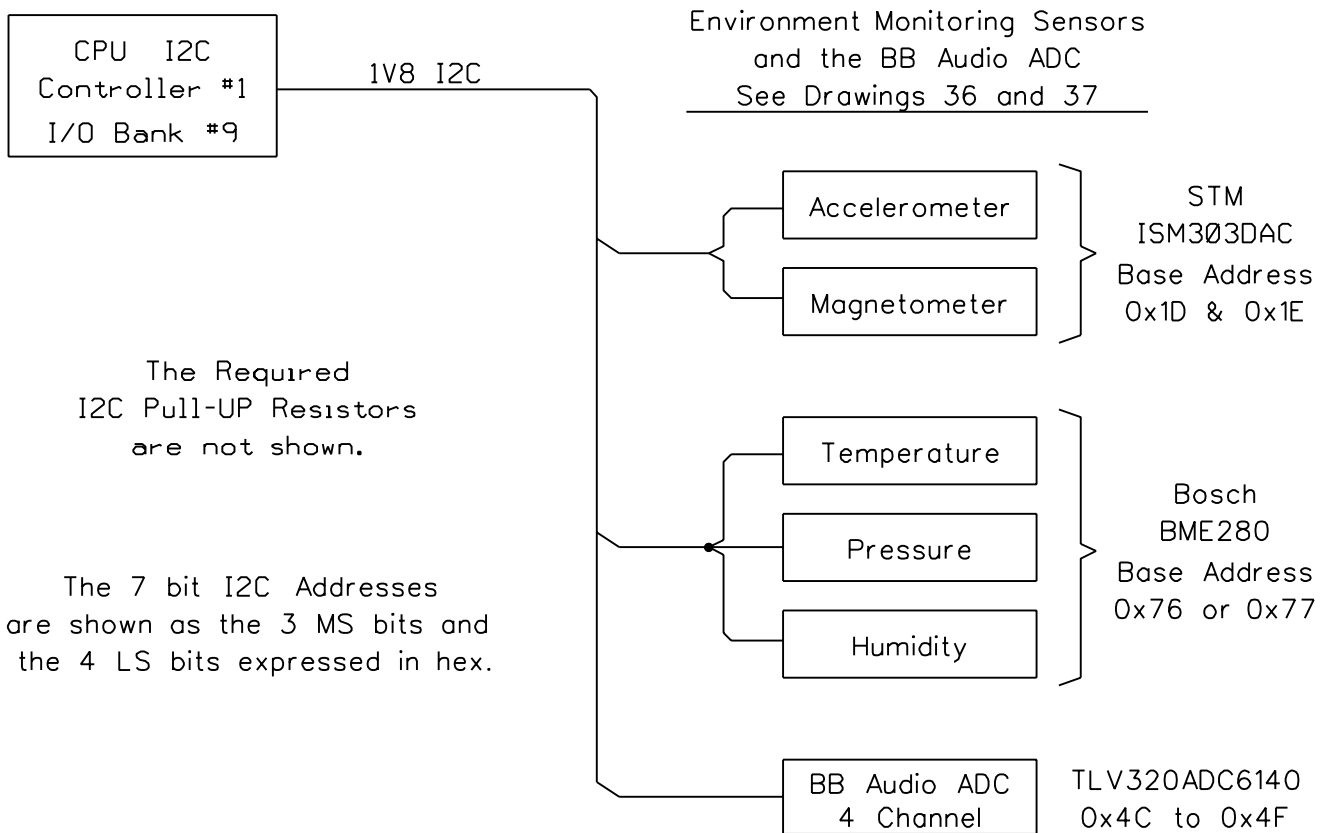 CPU I2C
Controller #1
I/O Bank #9
1V8 I2C
Environment Monitoring Sensors
and the BB Audio ADC
See Drawings 36 and 37
Accelerometer
Magnetometer
STM
ISM303DAC
Base Address
0x1D & 0x1E
The Required
I2C Pull-UP Resistors
are not shown.
Temperature
Pressure
Humidity
Bosch
BME280
Base Address
0x76 or 0x77
The 7 bit I2C Addresses
are shown as the 3 MS bits and
the 4 LS bits expressed in hex.
BB Audio ADC
4 Channel
TLV320ADC6140
0x4C to 0x4F